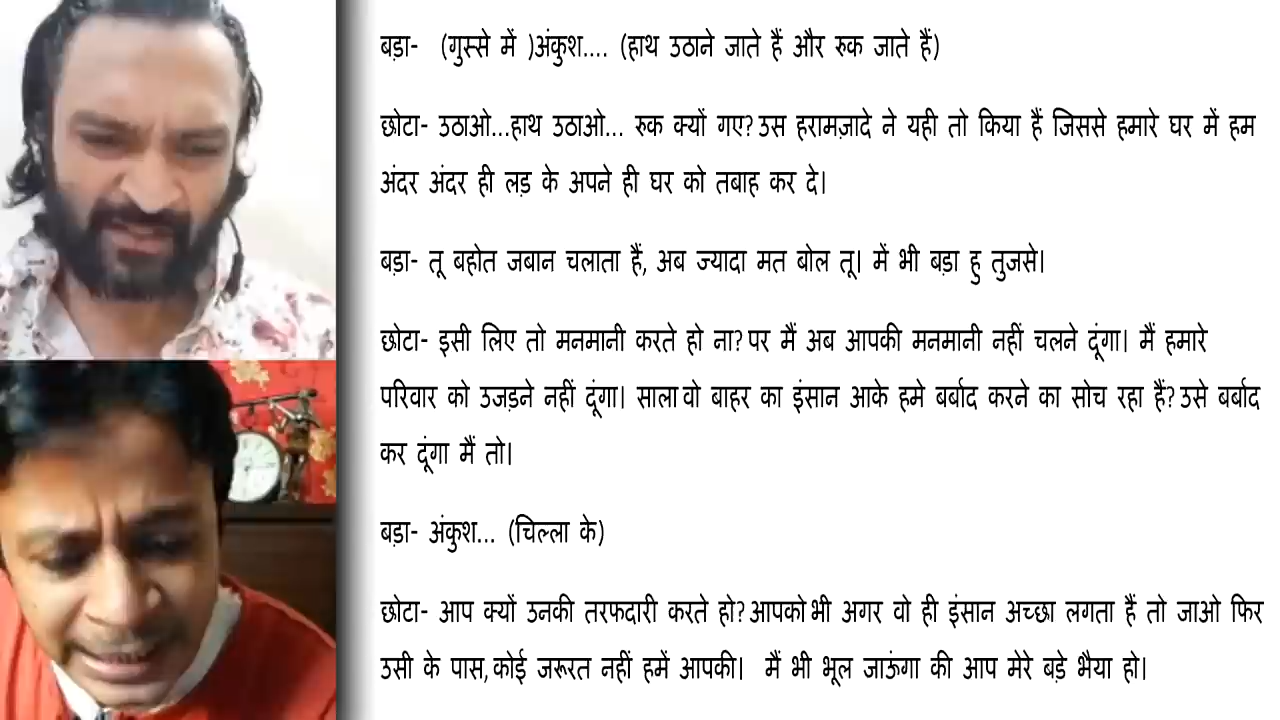 बड़ा- (गुस्से में )अंकुश.... (हाथ उठाने जाते हैं और रुक जाते हैं)
छोटा- उठाओ...हाथ उठाओ... रुक क्यों गए? उस हरामज़ादे ने यही तो किया हैं जिससे हमारे घर में हम
अंदर अंदर ही लड़ के अपने ही घर को तबाह कर दे।
बड़ा- तू बहोत जबान चलाता हैं, अब ज्यादा मत बोल तू। में भी बड़ा हु तुजसे।
छोटा- इसी लिए तो मनमानी करते हो ना? पर मैं अब आपकी मनमानी नहीं चलने दूंगा। मैं हमारे
परिवार को उजड़ने नहीं दूंगा। साला वो बाहर का इंसान आके हमे बर्बाद करने का सोच रहा हैं? उसे बर्बाद
कर दूंगा मैं तो।
बड़ा- अंकुश... (चिल्ला के)
छोटा- आप क्यों उनकी तरफदारी करते हो? आपको भी अगर वो ही इंसान अच्छा लगता हैं तो जाओ फिर
उसी के पास, कोई जरूरत नहीं हमें आपकी। मैं भी भूल जाऊंगा की आप मेरे बड़े भैया हो।